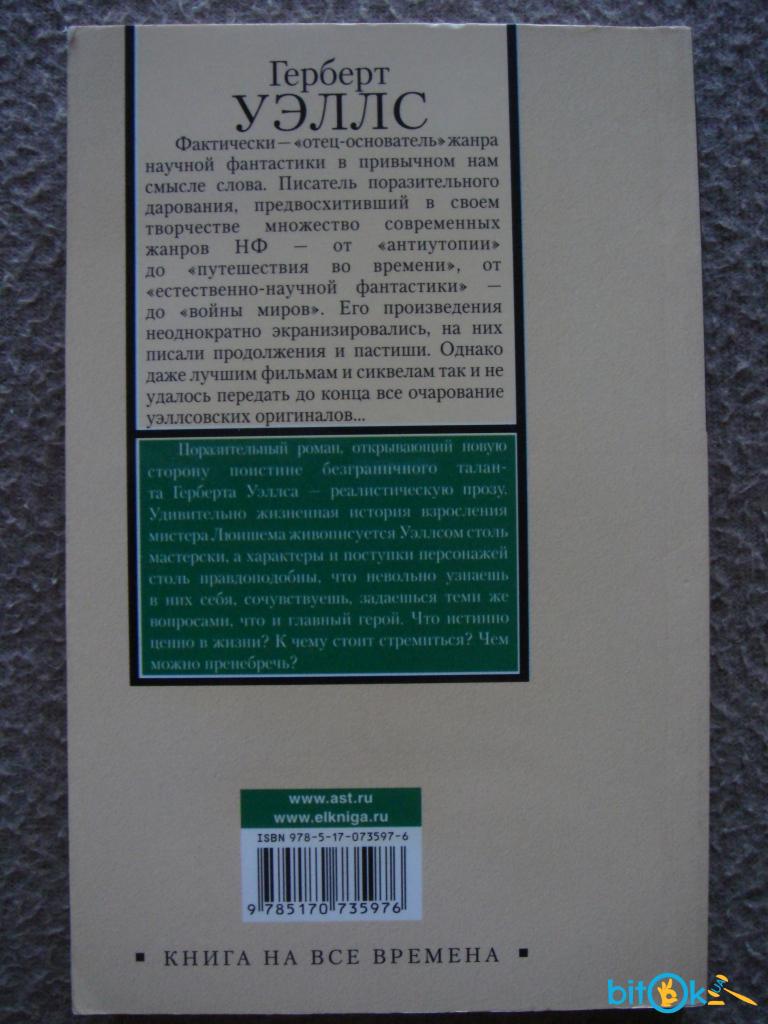 Герберт
УЭЛЛС
Фактически — «отец-основатель» жанра
научной фантастики в привычном нам
смысле слова. Писатель поразительного
дарования, предвосхитивший в своем
творчестве множество современных
жанров НФ — от «антиутопии»
до «путешествия во времени», от
«естественно-научной фантастики» —
до «войны миров». Его произведения
неоднократно экранизировались, на них
писали продолжения и пастиши. Однако
даже лучшим фильмам и сиквелам так и не
удалось передать до конца все очарование
уэллсовских оригиналов...
Поразительный роман, открывающий новую
сторону поистине безграничного талан-
та Герберта Уэллса — реалистическую прозу.
Удивительно жизненная история взросления
мистера Люишема живописуется Уэллсом столь
мастерски, а характеры и поступки персонажей
столь правдоподобны, что невольно узнаешь
в них себя, сочувствуешь, задаешься теми же
вопросами, что и главный герой. Что истинно
ценно в жизни? К чему стоит стремиться? Чем
можно пренебречь?
www.ast.ru
www.elkniga.ru
ISBN 978-5-17-073597-6
9 785170 735976
▪ КНИГА НА ВСЕ ВРЕМЕНА ▪
bitOk UA